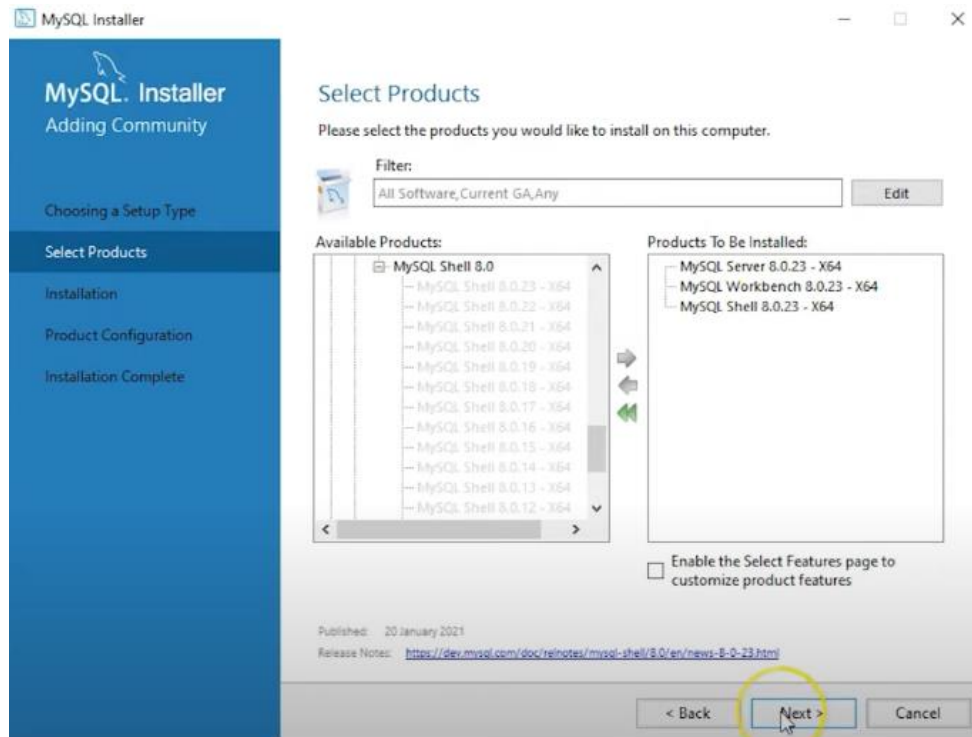 MySQL Installer
MySQL. Installer
Adding Community
Choosing a Setup Type
Select Products
Installation
Product Configuration
Installation Complete
Select Products
Please select the products you would like to install on this computer.
Filter:
All Software,Current GA,Any
Edit
Available Products:
MySQL Shell 8.0
MySQL Shell 8.0.23 - X64
MySQL Shell 8.0.22 - X64
MySQL Shell 8.0.21 - X64
MySQL Shell 8.0.20 - X64
MySQL Shell 8.0.19 - X64
MySQL Shell 8.0.18 - X64
MySQL Shell 8.0.17 - X64
MySQL Shell 8.0.16 - X64
MySQL Shell 8.0.15 - X64
MySQL Shell 8.0.14 - X64
MySQL Shell 8.0.13 - X64
MySQL Shell 8.0.12 - X64
Products To Be Installed:
MySQL Server 8.0.23 - X64
MySQL Workbench 8.0.23 - X64
MySQL Shell 8.0.23 - X64
Enable the Select Features page to
customize product features
Published: 20 January 2021
Release Notes: https://dev.mysql.com/doc/relnotes/mysql-shell/8.0/en/news-8-0-23.html
< Back
Next >
Cancel